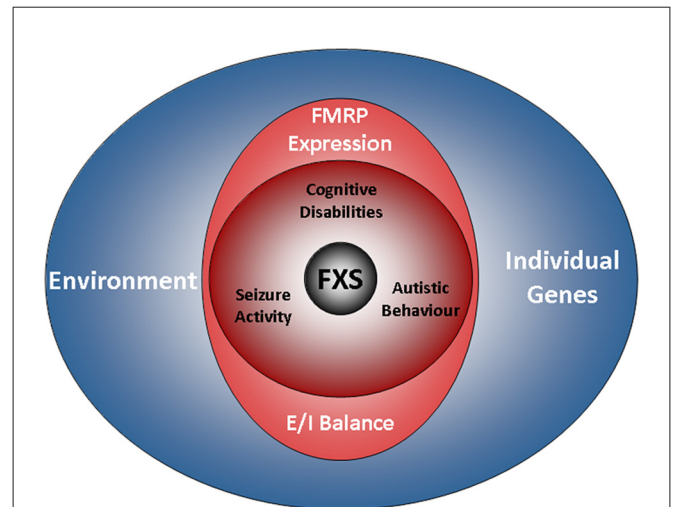 FMRP
Expression
Cognitive
Disabilities
Environment
FXS
Individual
Genes
Seizure
Activity
Autistic
Behaviour
E/I Balance